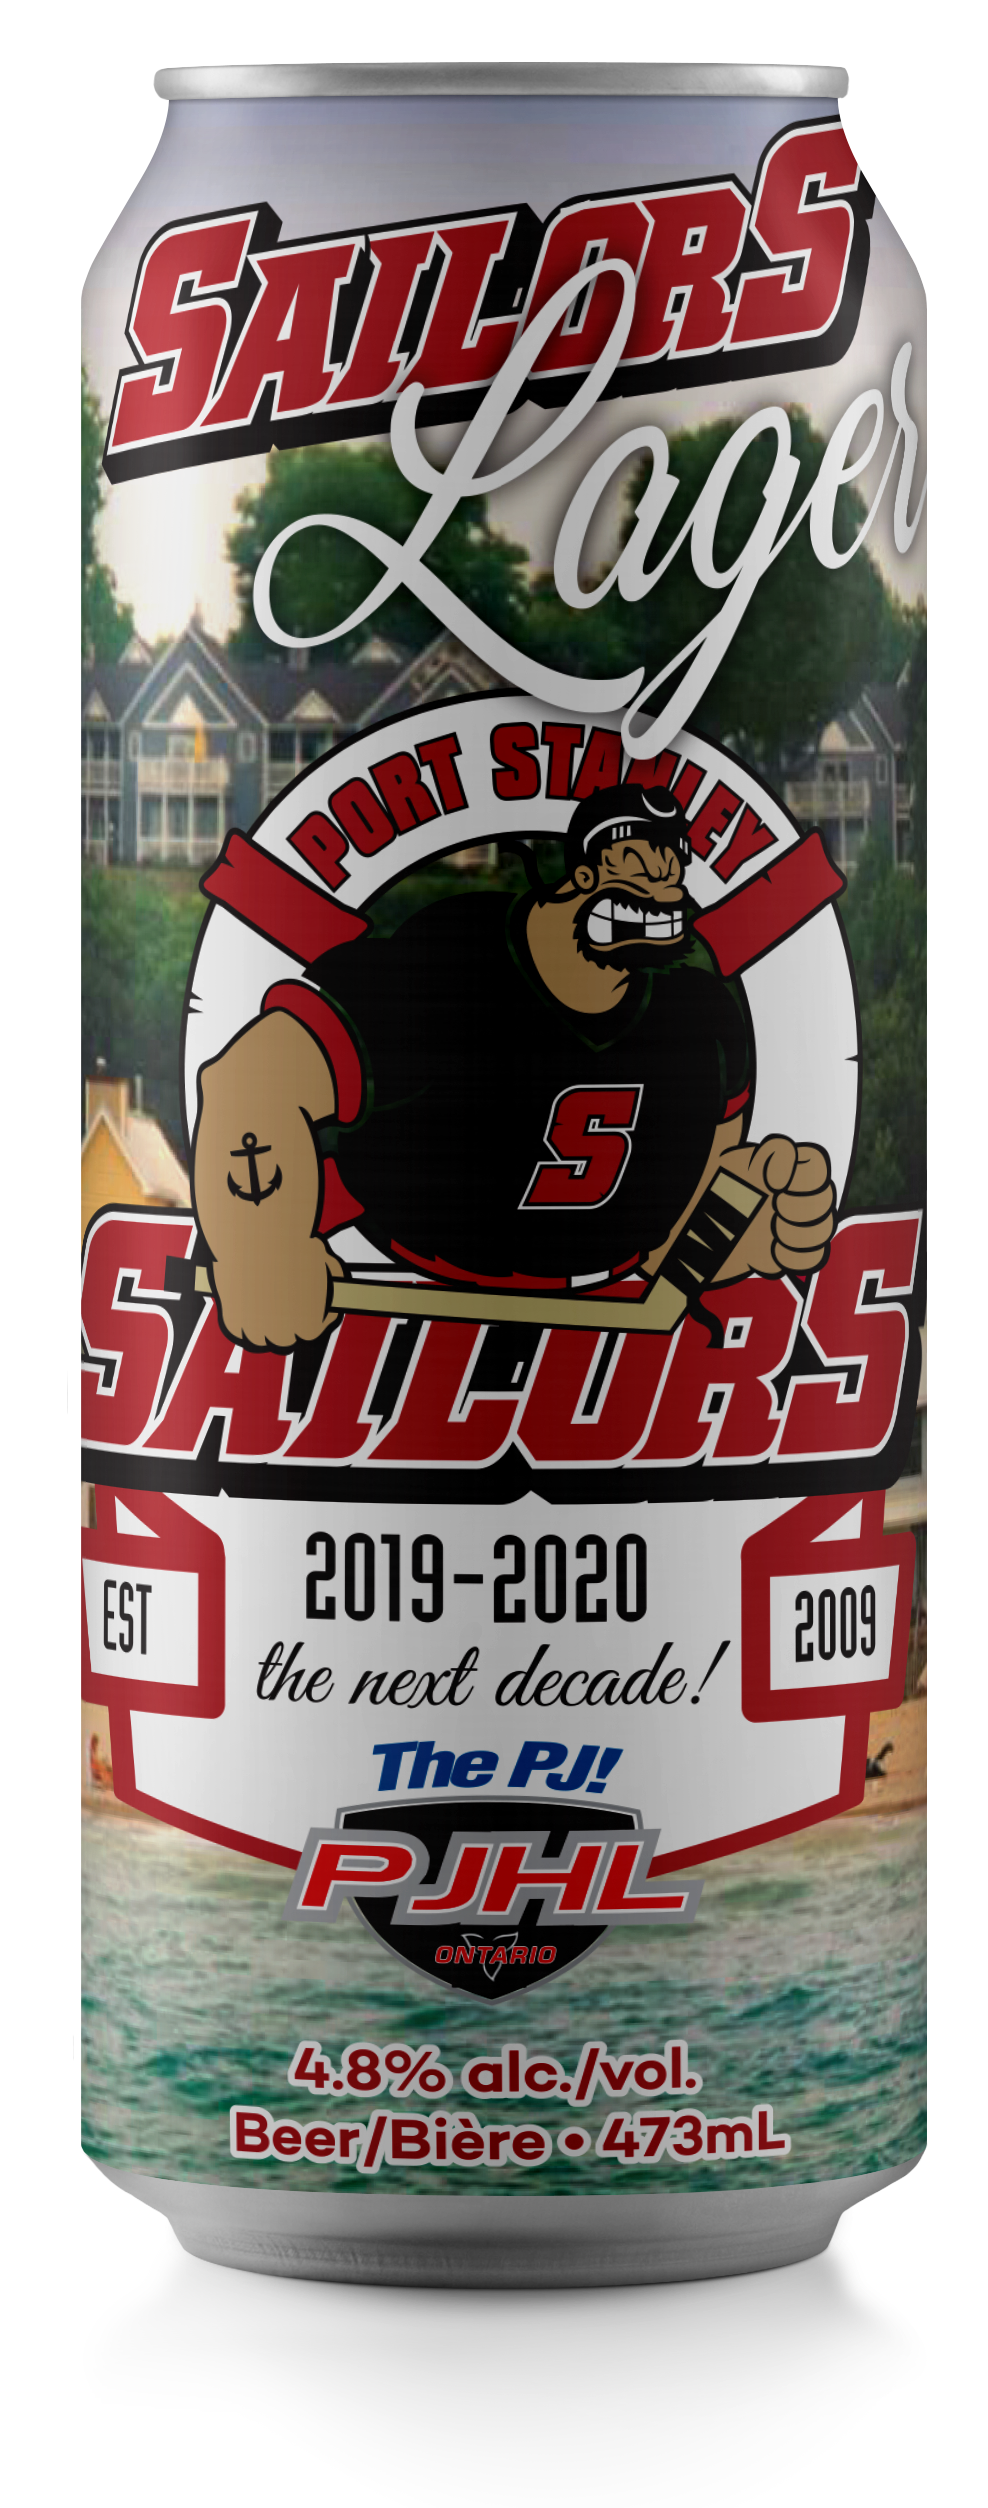 SAILORS
Lager
PORT STANLEY
S
SAILORS
2019-2020
EST
2009
the next decade!
The PJ!
PJHL
ONTARIO
4.8% alc./vol.
Beer/Bière • 473mL